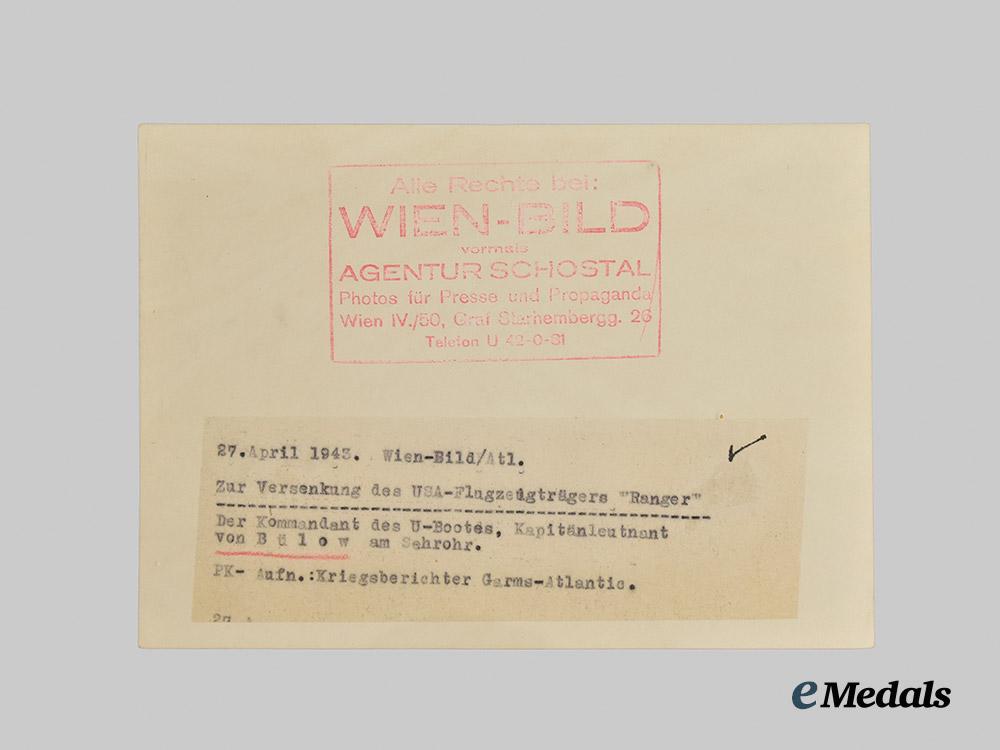 Alle Rechte bei:
WIEN-BILD
vormals
AGENTUR SCHOSTAL
Photos für Presse und Propaganda
Wien IV./50, Graf Starhembergg. 26
Telefon U 42-0-81
27.April 1943. Wien-Bild/Atl.
Zur Versenkung des USA-Flugzeugträgers "Ranger"
Der Kommandant des U-Bootes, Kapitänleutnant
von B ü l o w am Sehrohr.
PK- Aufn.:Kriegsberichter Garms-Atlantic.
eMedals